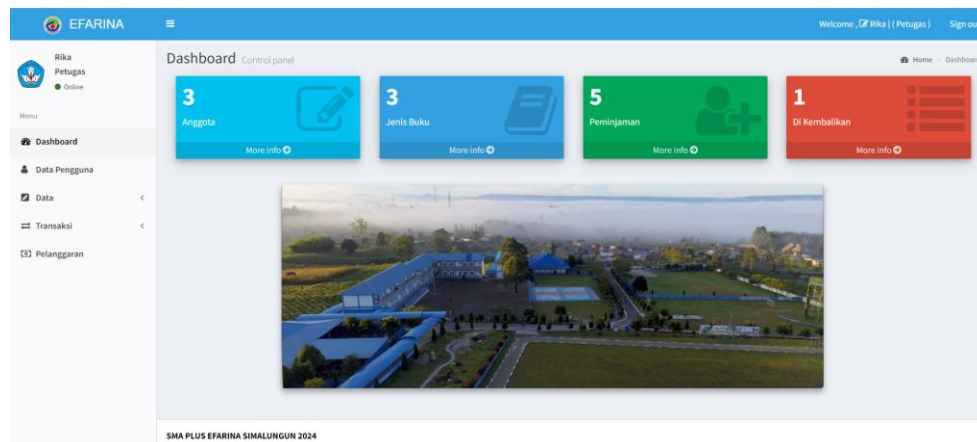 EFARINA
Welcome , Rika | ( Petugas )
Sign ou
Rika
Petugas
Online
Menu
Dashboard
Data Pengguna
Data
Transaksi
Pelanggaran
Dashboard Control panel
Home > Dashboar
3
Anggota
More info
3
Jenis Buku
More info
5
Peminjaman
More info
1
Di Kembalikan
More info
SMA PLUS EFARINA SIMALUNGUN 2024